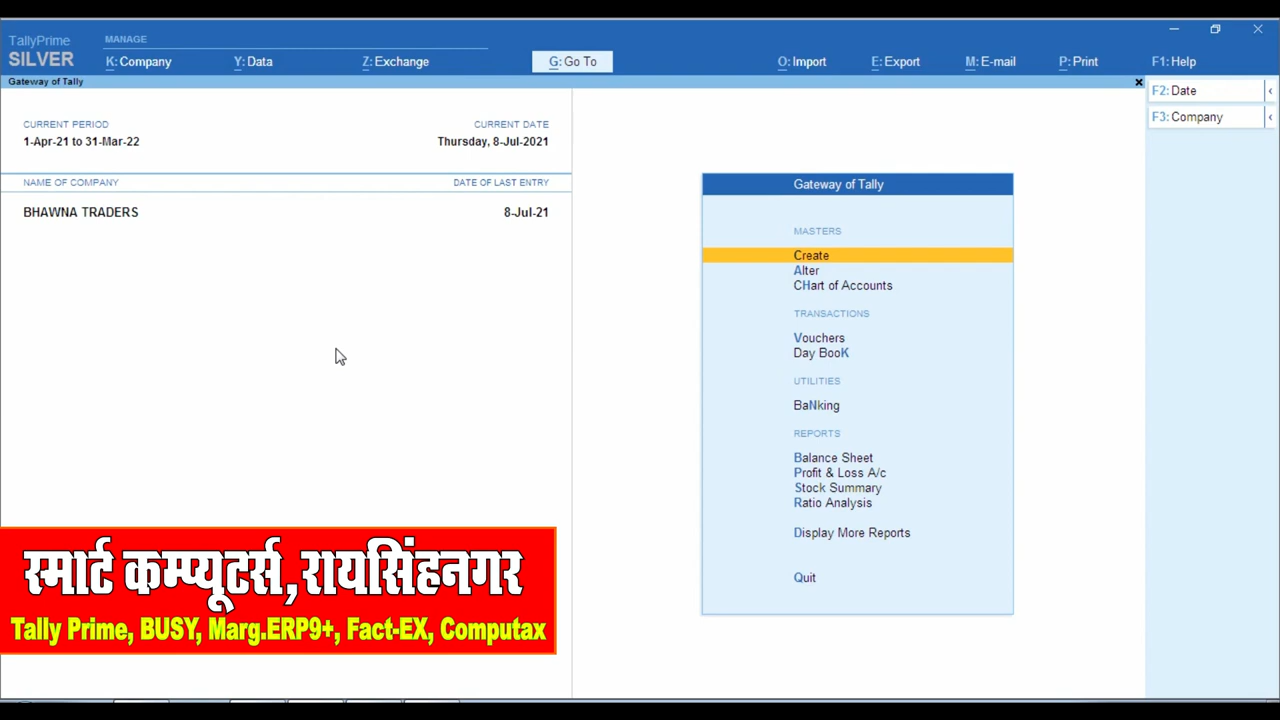 TallyPrime
SILVER
MANAGE
K: Company
Y: Data
Z: Exchange
G: Go To
O: Import
E: Export
M: E-mail
P: Print
F1: Help
Gateway of Tally
F2: Date
F3: Company
CURRENT PERIOD
CURRENT DATE
1-Apr-21 to 31-Mar-22
Thursday, 8-Jul-2021
NAME OF COMPANY
DATE OF LAST ENTRY
BHAWNA TRADERS
8-Jul-21
Gateway of Tally
MASTERS
Create
Alter
CHart of Accounts
TRANSACTIONS
Vouchers
Day BooK
UTILITIES
BaNking
REPORTS
Balance Sheet
Profit & Loss A/c
Stock Summary
Ratio Analysis
Display More Reports
Quit
स्मार्ट कम्प्यूटर्स,रायसिंहनगर
Tally Prime, BUSY, Marg.ERP9+, Fact-EX, Computax